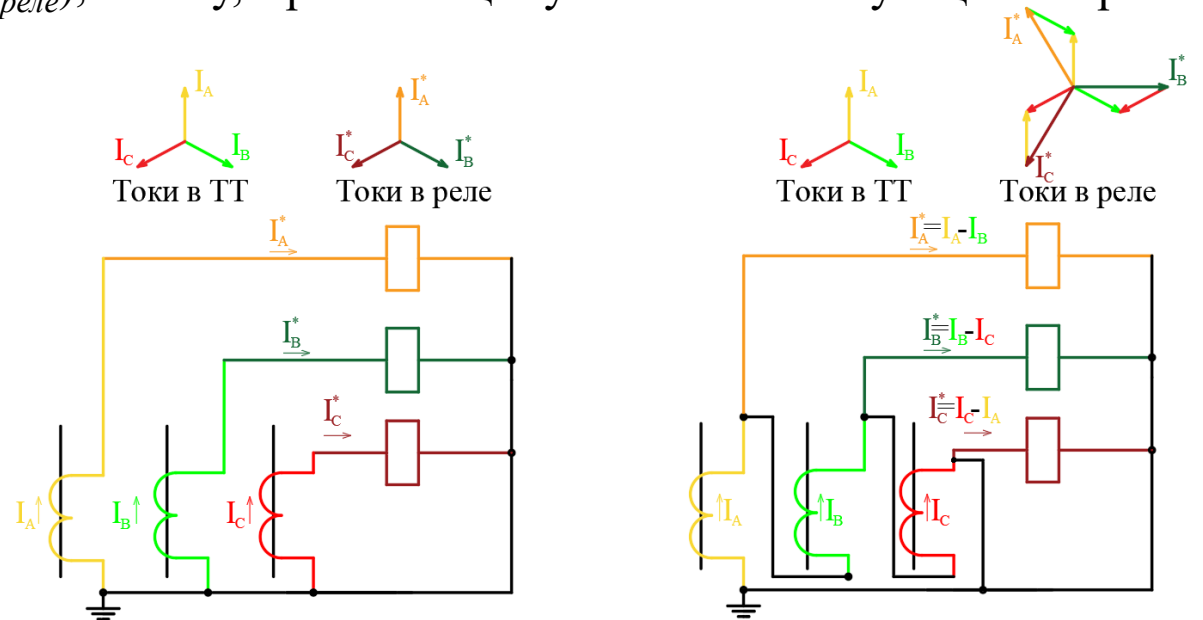 реле
I_A^*
I_B^*
I_C^*
I_A
I_B
I_C
Токи в ТТ
I_A^*
I_B^*
I_C^*
Токи в реле
I_A
I_B
I_C
Токи в ТТ
Токи в реле
I_A^*
I_B^*
I_C^*
I_A
I_B
I_C
I_A^*=I_A-I_B
I_B^*=I_B-I_C
I_C^*=I_C-I_A
I_A
I_B
I_C